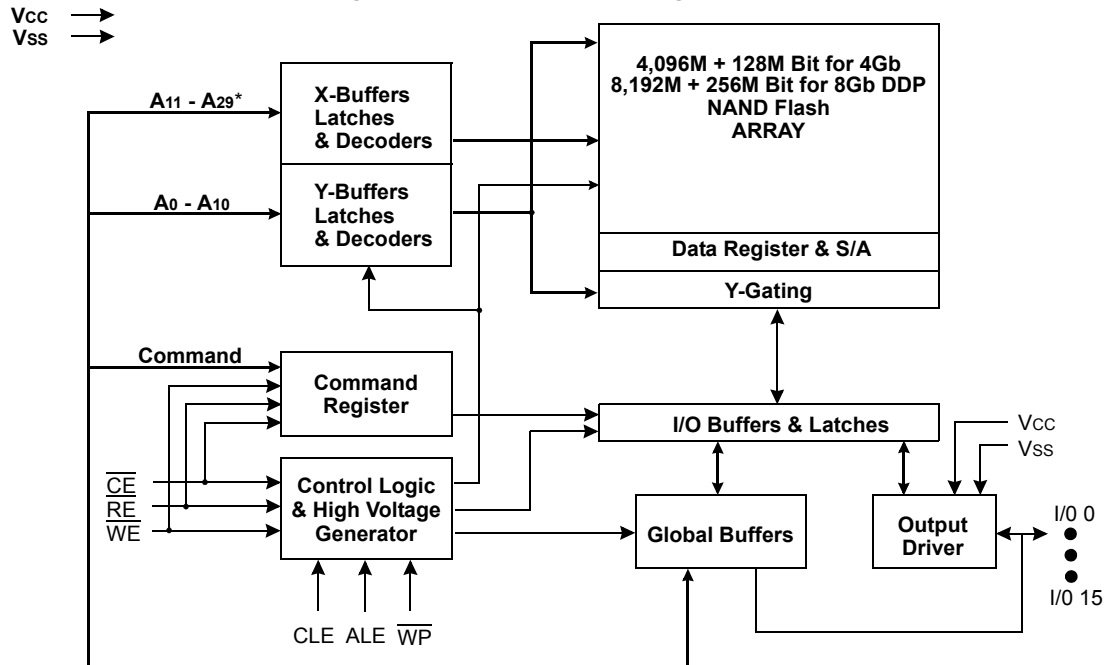 VCC
VSS
4,096M + 128M Bit for 4Gb
8,192M + 256M Bit for 8Gb DDP
NAND Flash
ARRAY
A11 - A29*
X-Buffers
Latches
& Decoders
A0 - A10
Y-Buffers
Latches
& Decoders
Data Register & S/A
Y-Gating
Command
Command
Register
I/O Buffers & Latches
VCC
VSS
CE
RE
WE
Control Logic
& High Voltage
Generator
Global Buffers
Output
Driver
I/0 0
I/0 15
CLE ALE WP